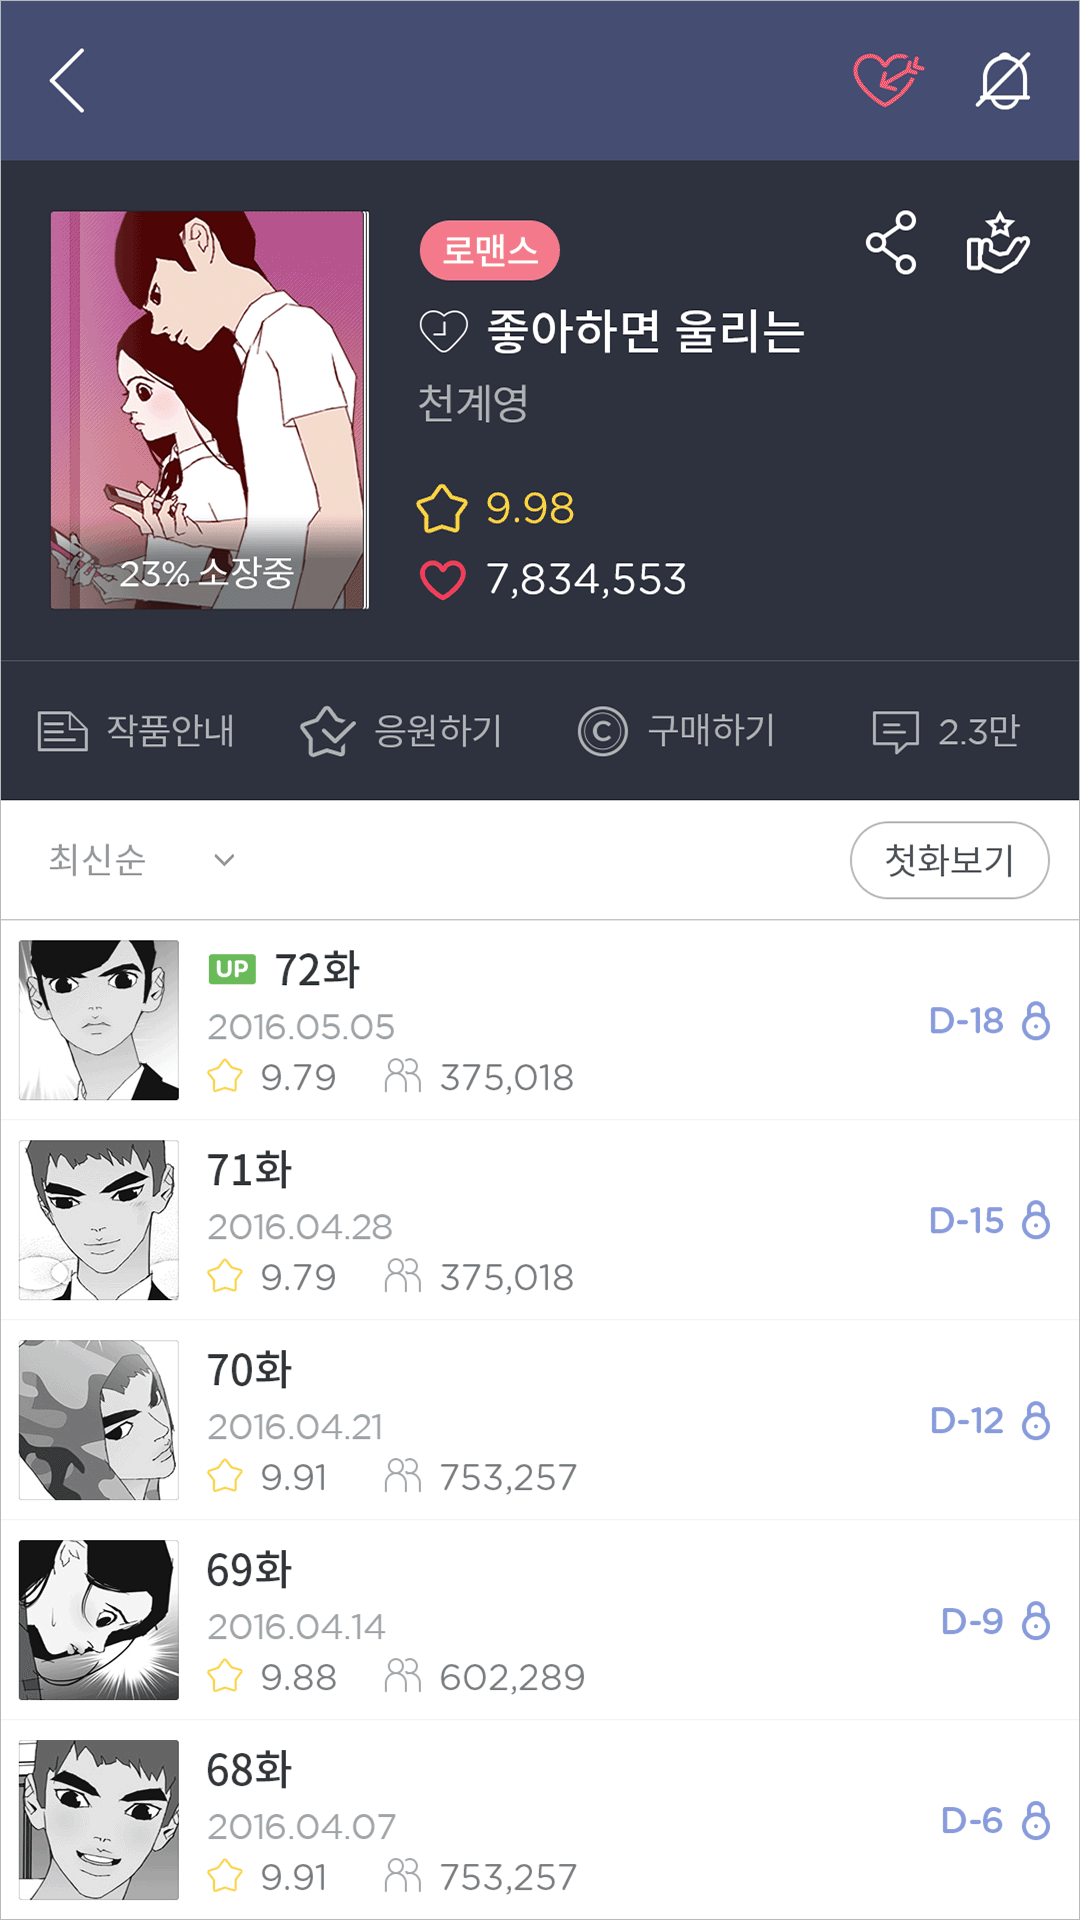 로맨스
좋아하면 울리는
천계영
9.98
7,834,553
23% 소장중
작품안내 응원하기 구매하기 2.3만
최신순 첫화보기
UP 72화
2016.05.05
D-18
9.79 375,018
71화
2016.04.28
D-15
9.79 375,018
70화
2016.04.21
D-12
9.91 753,257
69화
2016.04.14
D-9
9.88 602,289
68화
2016.04.07
D-6
9.91 753,257